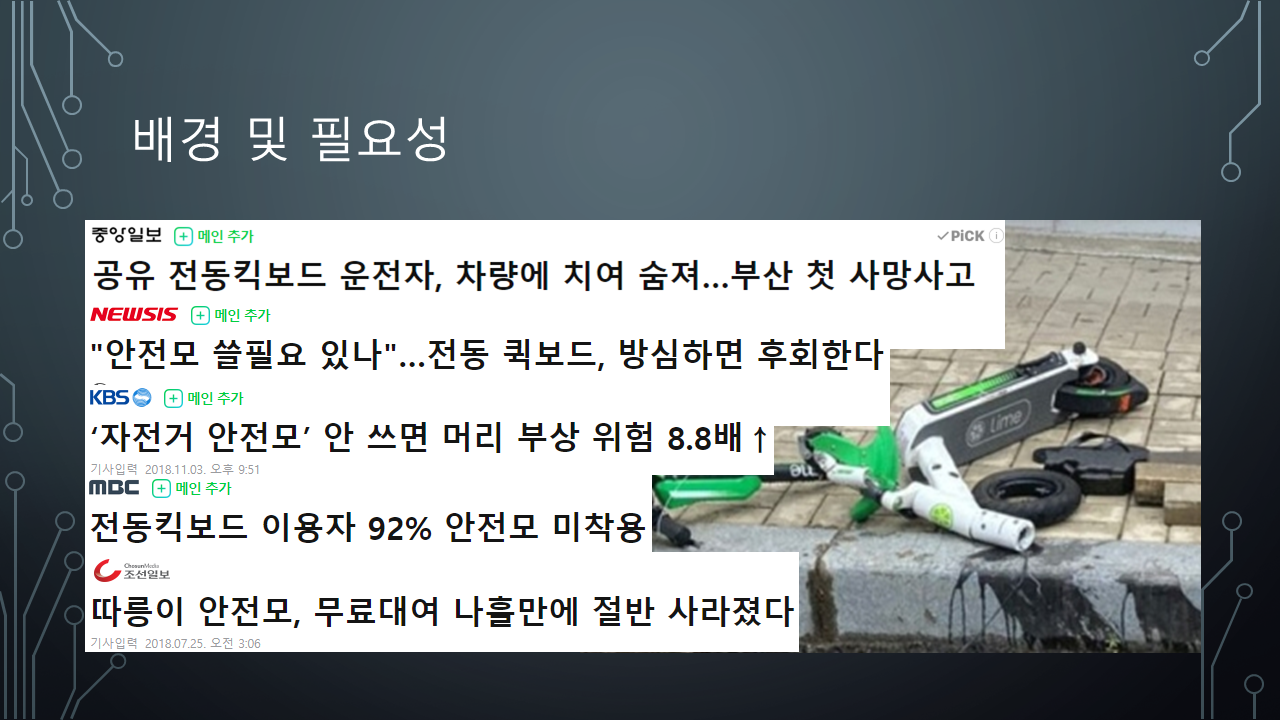 배경 및 필요성
중앙일보 메인 추가 PiCK
공유 전동킥보드 운전자, 차량에 치여 숨져...부산 첫 사망사고
NEWSIS 메인 추가
"안전모 쓸필요 있나"...전동 퀵보드, 방심하면 후회한다
KBS 메인 추가
‘자전거 안전모’ 안 쓰면 머리 부상 위험 8.8배↑
기사입력 2018.11.03. 오후 9:51
MBC 메인 추가
전동킥보드 이용자 92% 안전모 미착용
ChosunMedia
조선일보
따릉이 안전모, 무료대여 나흘만에 절반 사라졌다
기사입력 2018.07.25. 오전 3:06
Lime